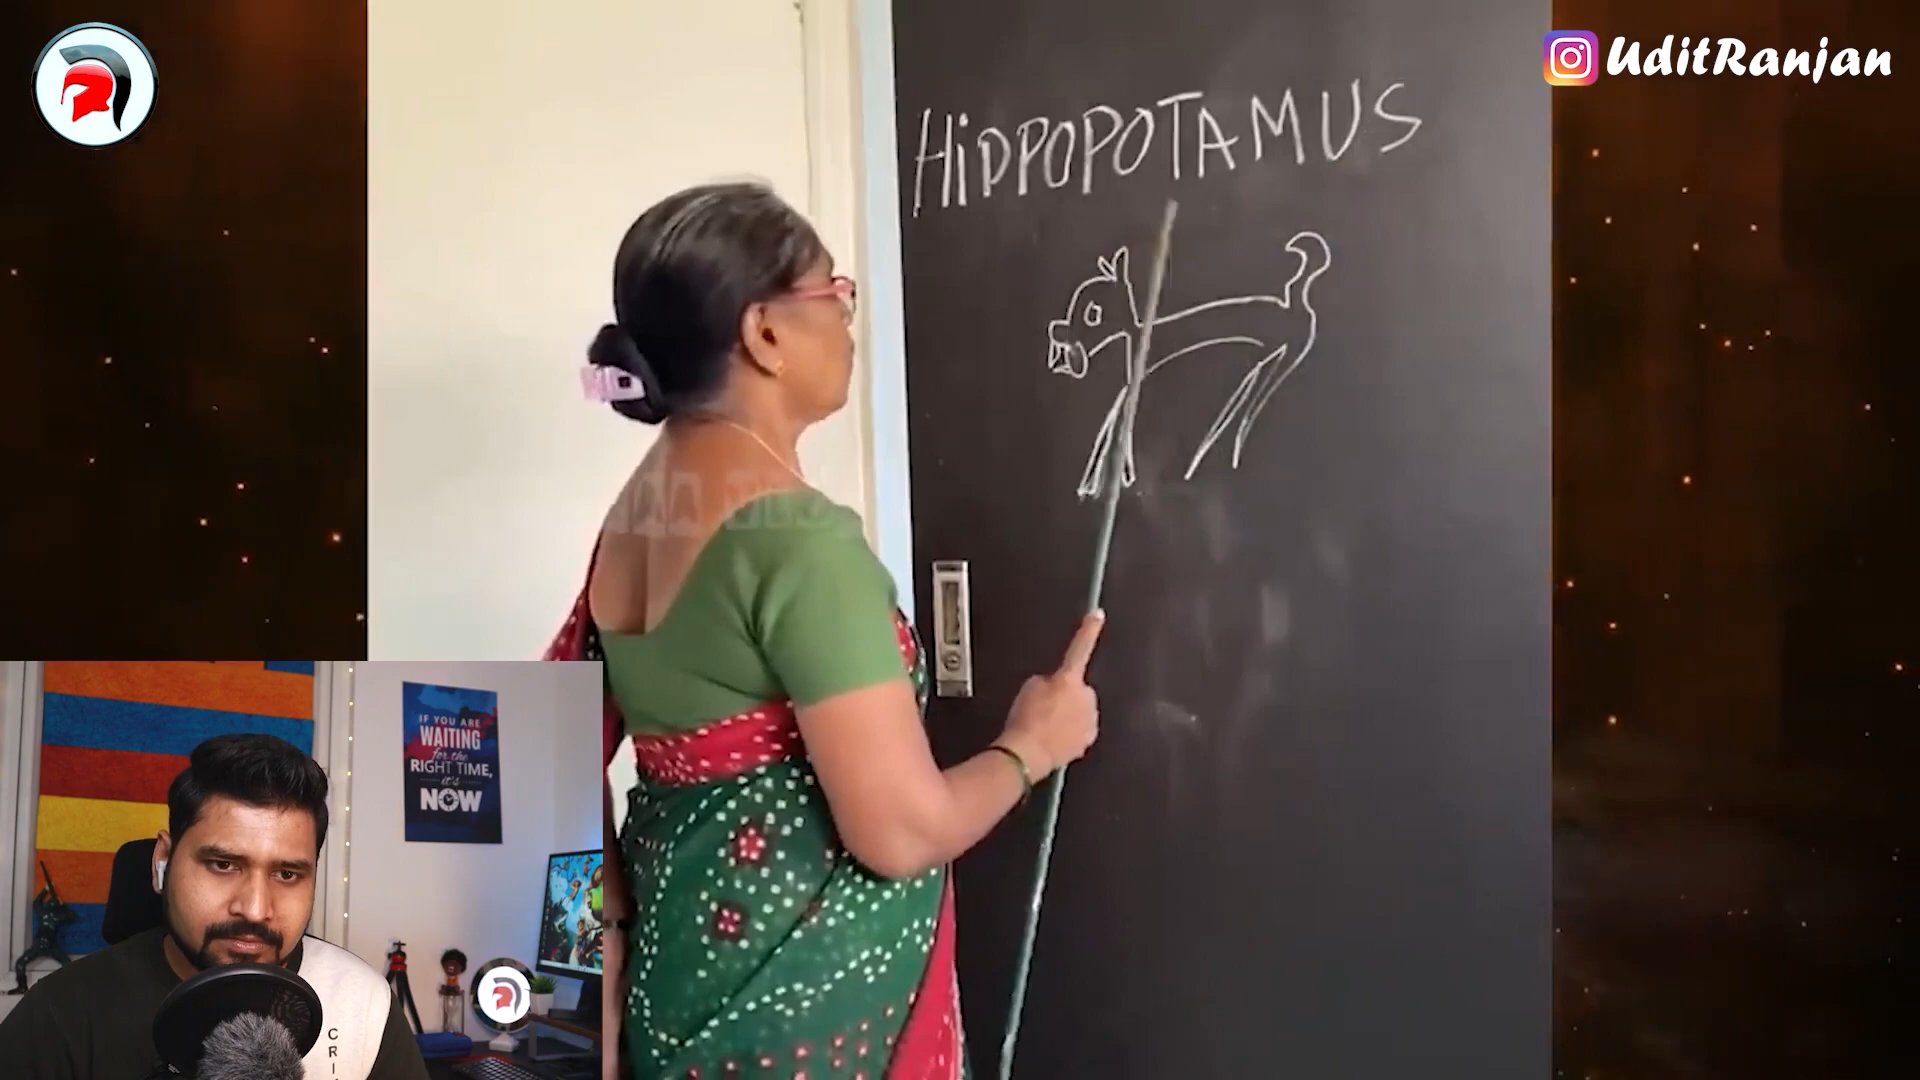 UditRanjan
HiPPOPOTAMUS
IF YOU ARE
WAITING
for the
RIGHT TIME,
it's
NOW
C
R
I